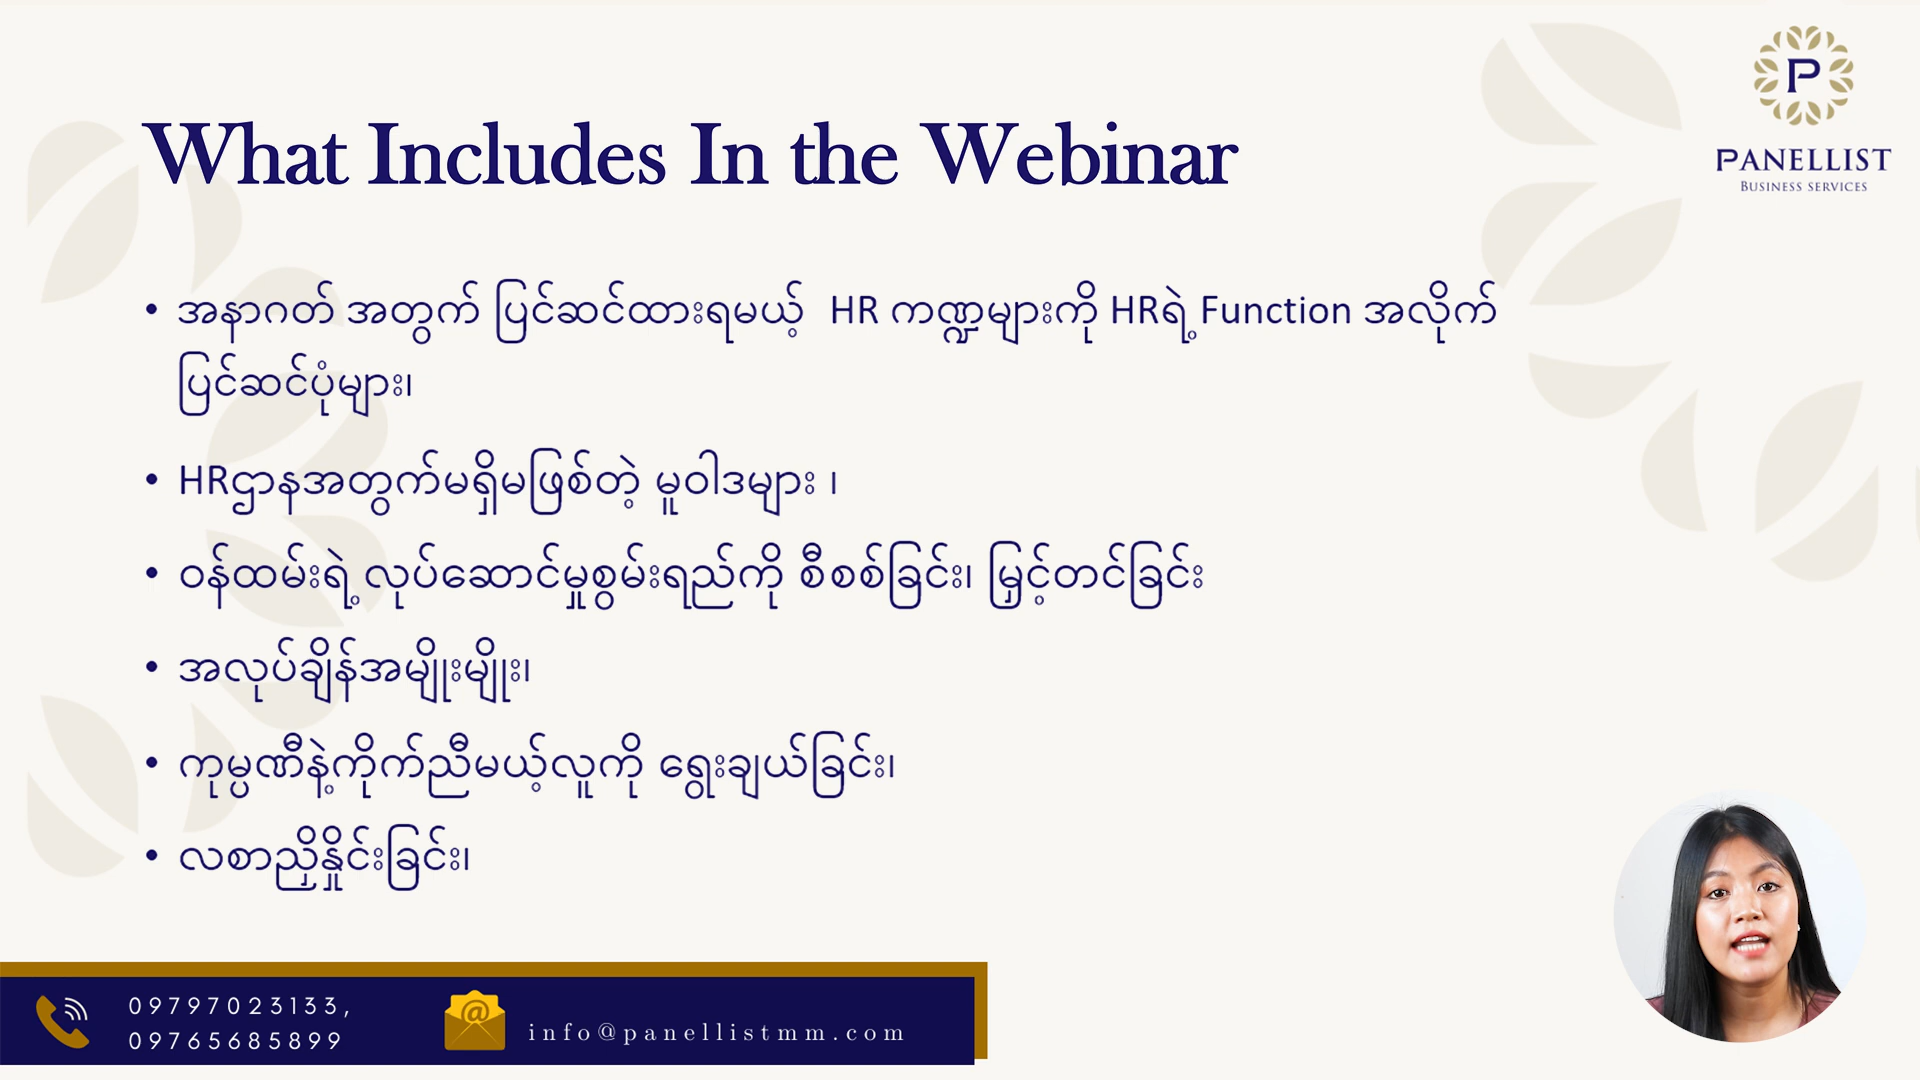 P
PANELLIST
BUSINESS SERVICES
What Includes In the Webinar
• အနာဂတ် အတွက် ပြင်ဆင်ထားရမယ့် HR ကဏ္ဍများကို HRရဲ့ Function အလိုက်
ပြင်ဆင်ပုံများ၊
• HRဌာနအတွက်မရှိမဖြစ်တဲ့ မူဝါဒများ ၊
• ဝန်ထမ်းရဲ့ လုပ်ဆောင်မှုစွမ်းရည်ကို စီစစ်ခြင်း၊ မြှင့်တင်ခြင်း
• အလုပ်ချိန်အမျိုးမျိုး၊
• ကုမ္ပဏီနဲ့ကိုက်ညီမယ့်လူကို ရွေးချယ်ခြင်း၊
• လစာညှိနှိုင်းခြင်း၊
09797023133,
09765685899
info@panellistmm.com